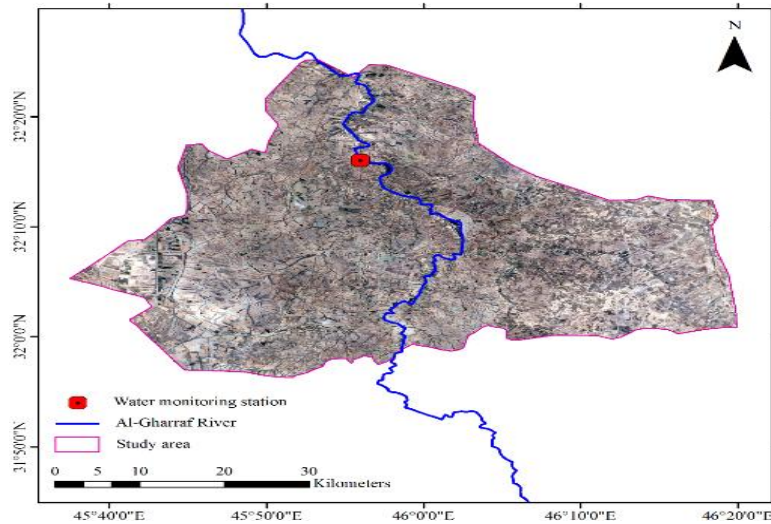 N
32°20'0"N
32°10'0"N
32°0'0"N
31°50'0"N
Water monitoring station
Al-Gharraf River
Study area
0 5 10 20 30
Kilometers
45°40'0"E 45°50'0"E 46°0'0"E 46°10'0"E 46°20'0"E